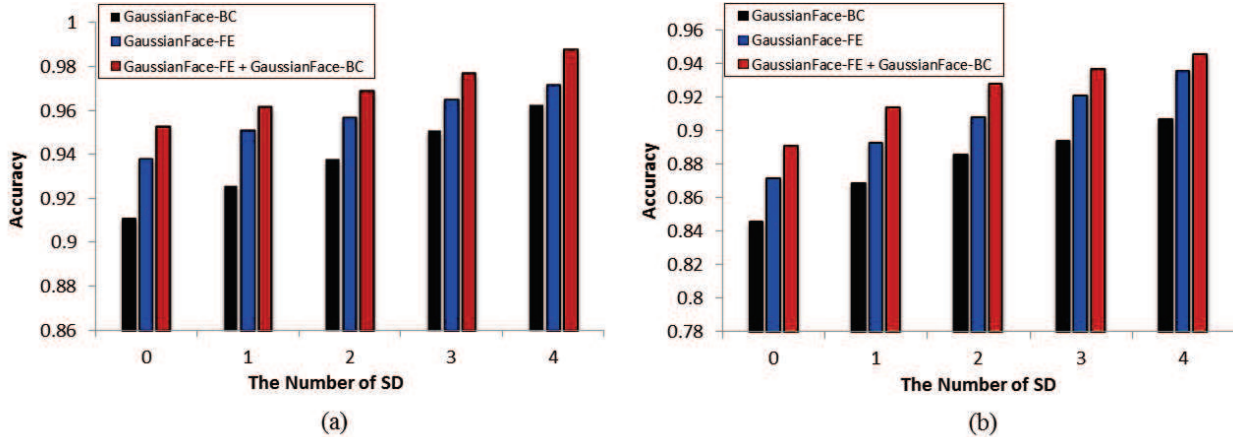 GaussianFace-BC
GaussianFace-FE
GaussianFace-FE + GaussianFace-BC
Accuracy
1
0.98
0.96
0.94
0.92
0.9
0.88
0.86
0 1 2 3 4
The Number of SD
(a)
GaussianFace-BC
GaussianFace-FE
GaussianFace-FE + GaussianFace-BC
Accuracy
0.96
0.94
0.92
0.9
0.88
0.86
0.84
0.82
0.8
0.78
0 1 2 3 4
The Number of SD
(b)